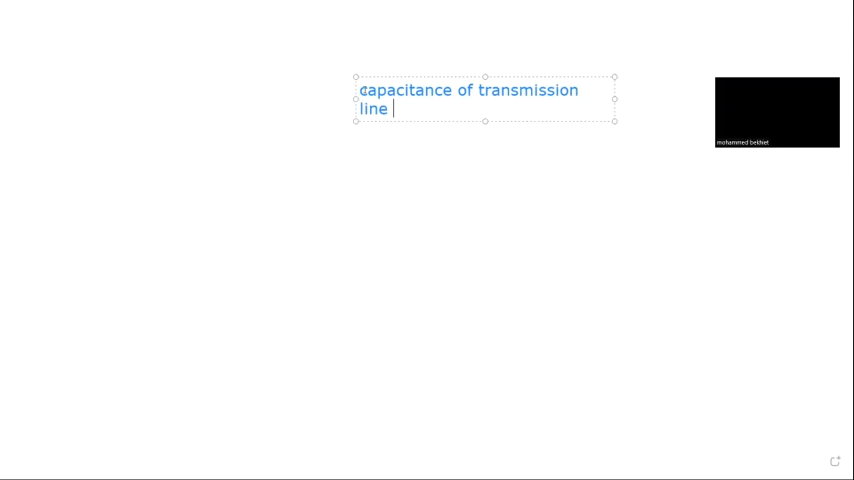 capacitance of transmission
line
mohammed bekhiet